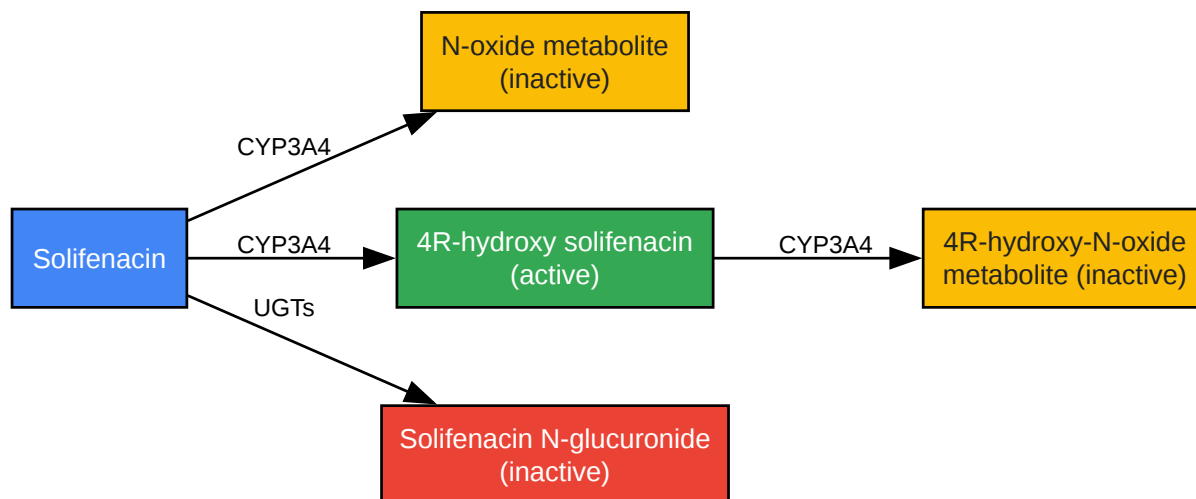 N-oxide metabolite
(inactive)
CYP3A4
Solifenacin
CYP3A4
4R-hydroxy solifenacin
(active)
CYP3A4
4R-hydroxy-N-oxide
metabolite (inactive)
UGTs
Solifenacin N-glucuronide
(inactive)